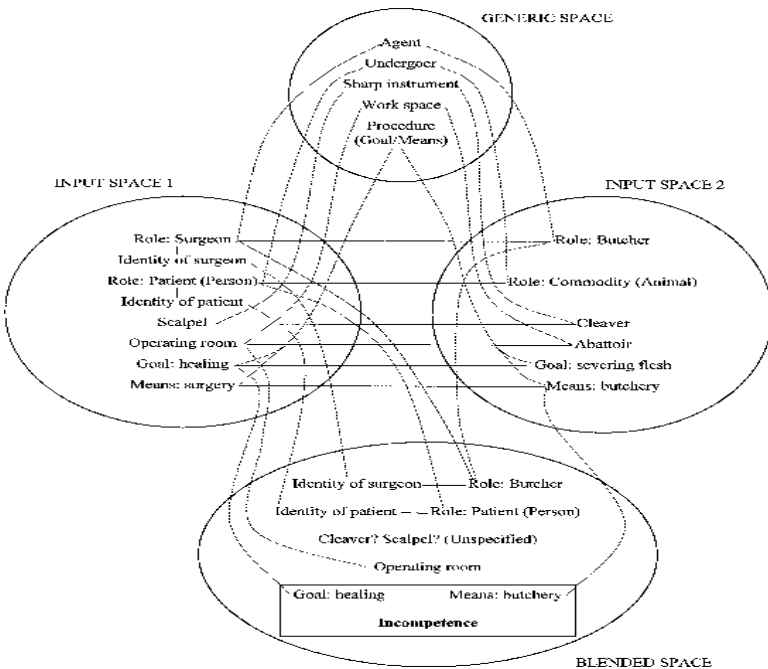 GENERIC SPACE
Agent
Undergoer
Sharp instrument
Work space
Procedure
(Goal/Means)
INPUT SPACE 1
Role: Surgeon
Identity of surgeon
Role: Patient (Person)
Identity of patient
Scalpel
Operating room
Goal: healing
Means: surgery
INPUT SPACE 2
Role: Butcher
Role: Commodity (Animal)
Cleaver
Abattoir
Goal: severing flesh
Means: butchery
Identity of surgeon
Role: Butcher
Identity of patient
Role: Patient (Person)
Cleaver? Scalpel? (Unspecified)
Operating room
Goal: healing
Means: butchery
Incompetence
BLENDED SPACE